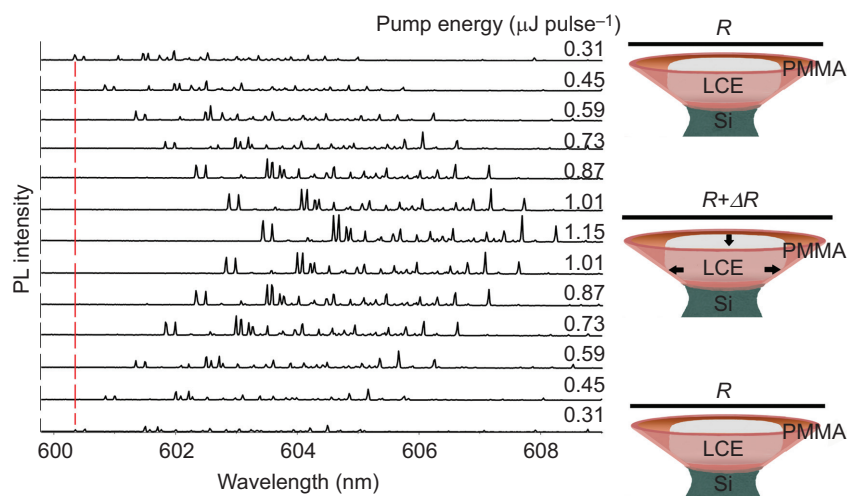 Pump energy (μJ pulse⁻¹)
0.31
0.45
0.59
0.73
0.87
1.01
1.15
1.01
0.87
0.73
0.59
0.45
0.31
PL intensity
600 602 604 606 608
Wavelength (nm)
R
PMMA
LCE
Si
R+ΔR
PMMA
LCE
Si
R
PMMA
LCE
Si